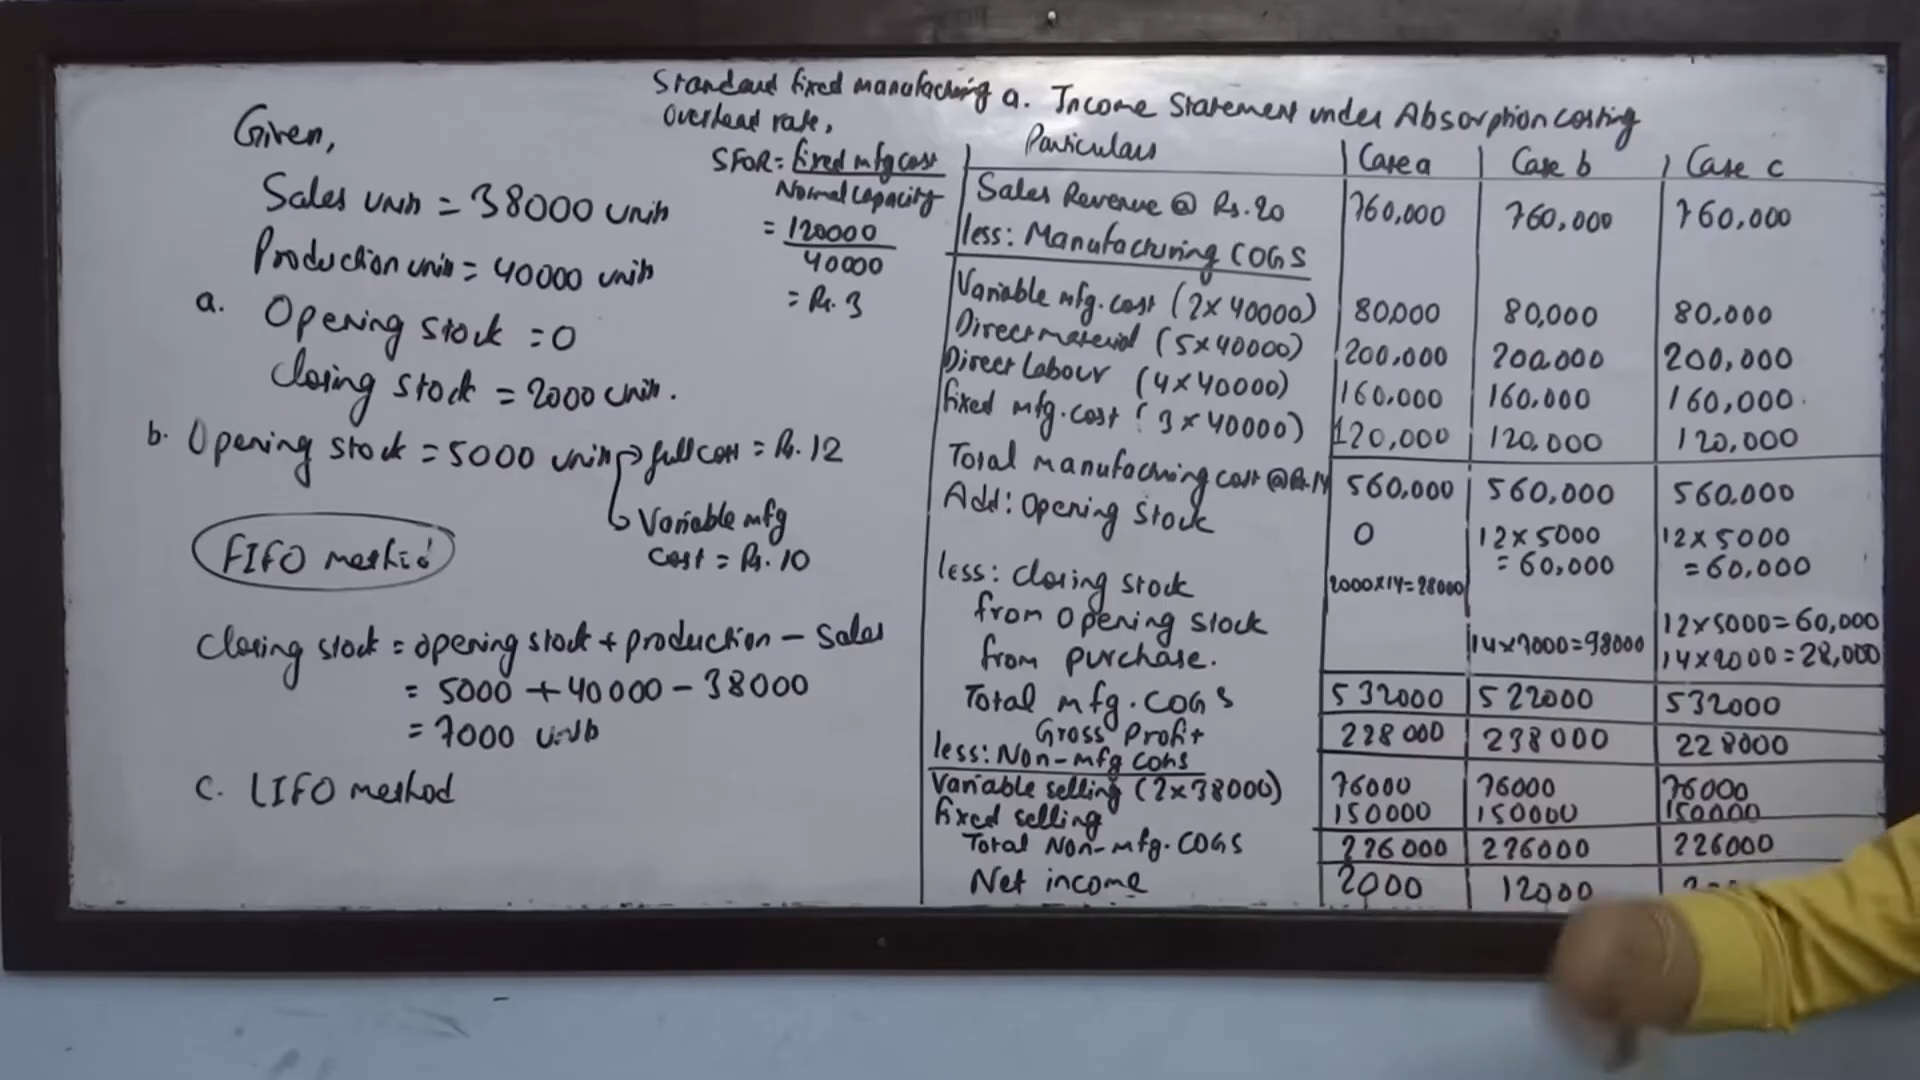 Given,
Sales units = 38000 units
Production units = 40000 units
a. Opening stock = 0
Closing stock = 2000 units.
b. Opening stock = 5000 units → full cost = Rs. 12
Variable mfg
cost = Rs. 10
FIFO method
Closing stock = opening stock + production - sales
= 5000 + 40000 - 38000
= 7000 units
C. LIFO method
Standard fixed manufacturing
Overhead rate,
SFOR = fixed mfg cost
Normal capacity
= 120000
40000
= Rs. 3
a. Income Statement under Absorption costing
Particulars | Case a | Case b | Case c
Sales Revenue @ Rs. 20 760,000 760,000 760,000
less: Manufacturing COGS
Variable mfg. cost (2x40000) 80,000 80,000 80,000
Direct material (5x40000) 200,000 200,000 200,000
Direct Labour (4x40000) 160,000 160,000 160,000
fixed mfg. cost (3x40000) 120,000 120,000 120,000
Total manufacturing cost @ Rs. 14 560,000 560,000 560,000
Add: Opening Stock 0 12x5000 = 60,000 12x5000 = 60,000
less: Closing stock 2000x14=28000
from opening stock 12x5000=60,000
from purchase. 14x7000=98000 14x2000=28,000
Total mfg. COGS 532000 522000 532000
Gross Profit 228000 238000 228000
less: Non-mfg costs
Variable selling (2x38000) 76000 76000 76000
fixed selling 150000 150000 150000
Total Non-mfg. COGS 226000 226000 226000
Net income 2000 12000